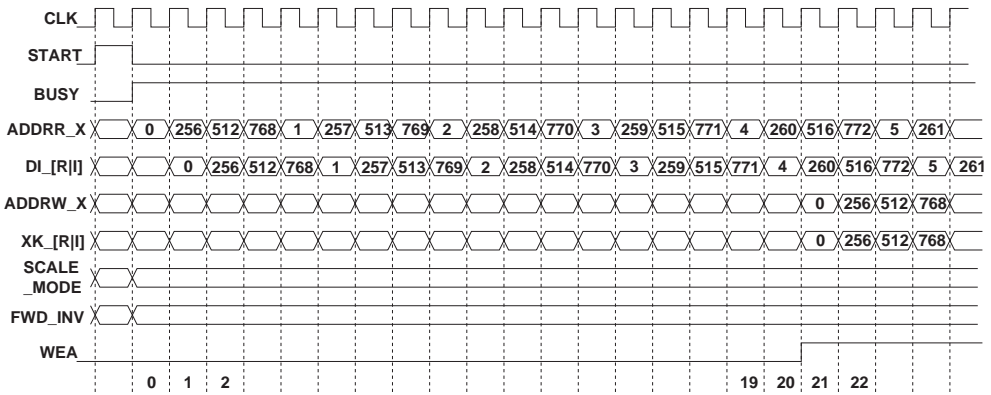 CLK
START
BUSY
ADDRR_X 0 256 512 768 1 257 513 769 2 258 514 770 3 259 515 771 4 260 516 772 5 261
DI_[R|I] 0 256 512 768 1 257 513 769 2 258 514 770 3 259 515 771 4 260 516 772 5 261
ADDRW_X 0 256 512 768
XK_[R|I] 0 256 512 768
SCALE
_MODE
FWD_INV
WEA
0 1 2 19 20 21 22